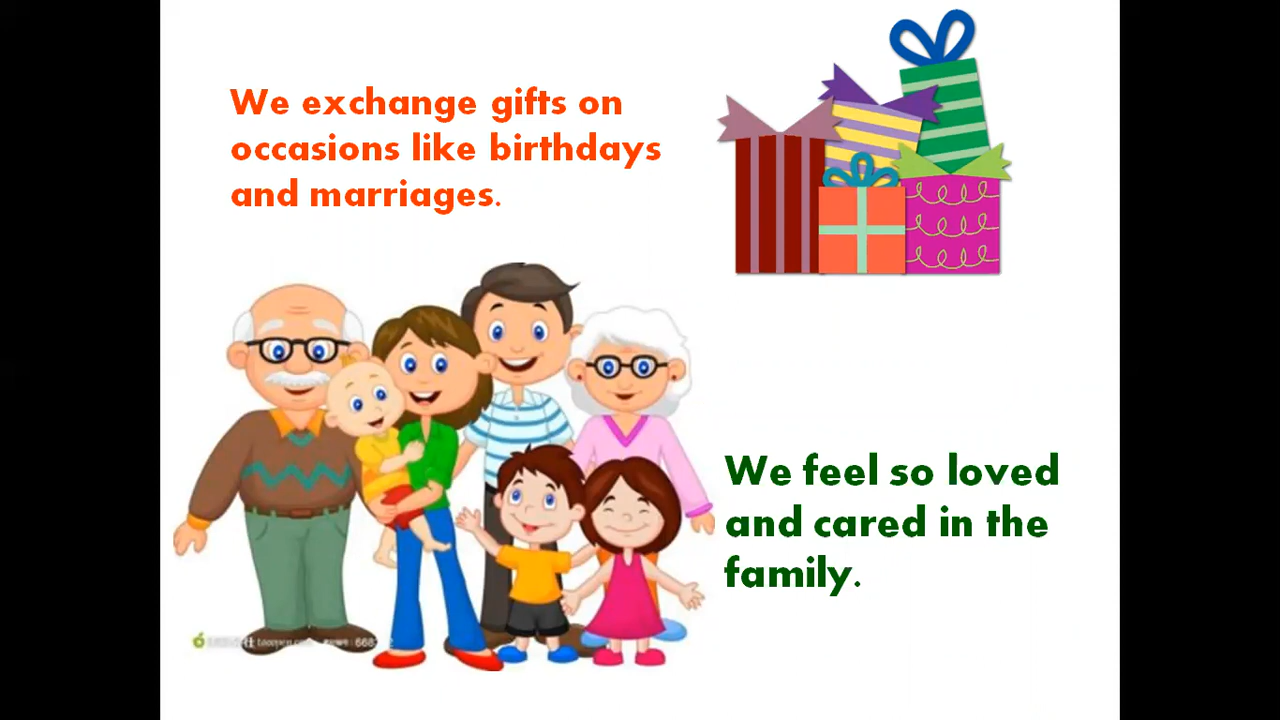 We exchange gifts on
occasions like birthdays
and marriages.
We feel so loved
and cared in the
family.